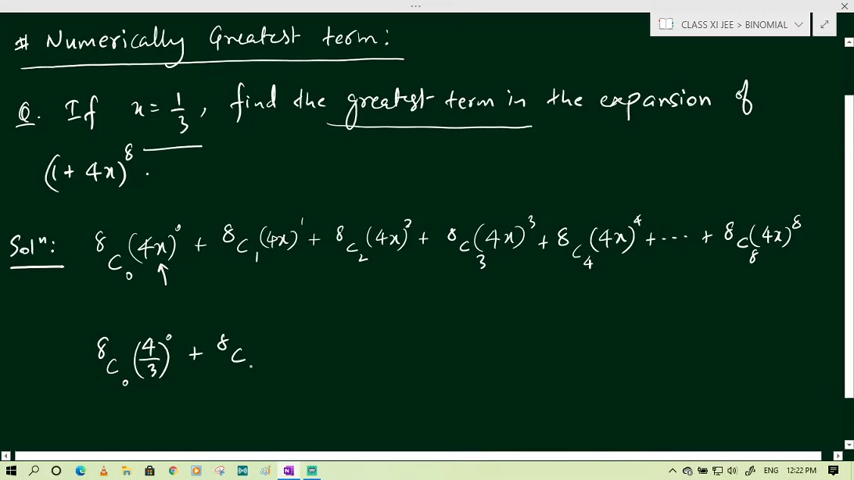 CLASS XI JEE > BINOMIAL
# Numerically Greatest term:
Q. If x = 1/3, find the greatest term in the expansion of
(1 + 4x)⁸.
Solⁿ: ⁸C₀(4x)⁰ + ⁸C₁(4x)¹ + ⁸C₂(4x)² + ⁸C₃(4x)³ + ⁸C₄(4x)⁴ + ... + ⁸C₈(4x)⁸
⁸C₀(4/3)⁰ + ⁸C
ENG 12:22 PM